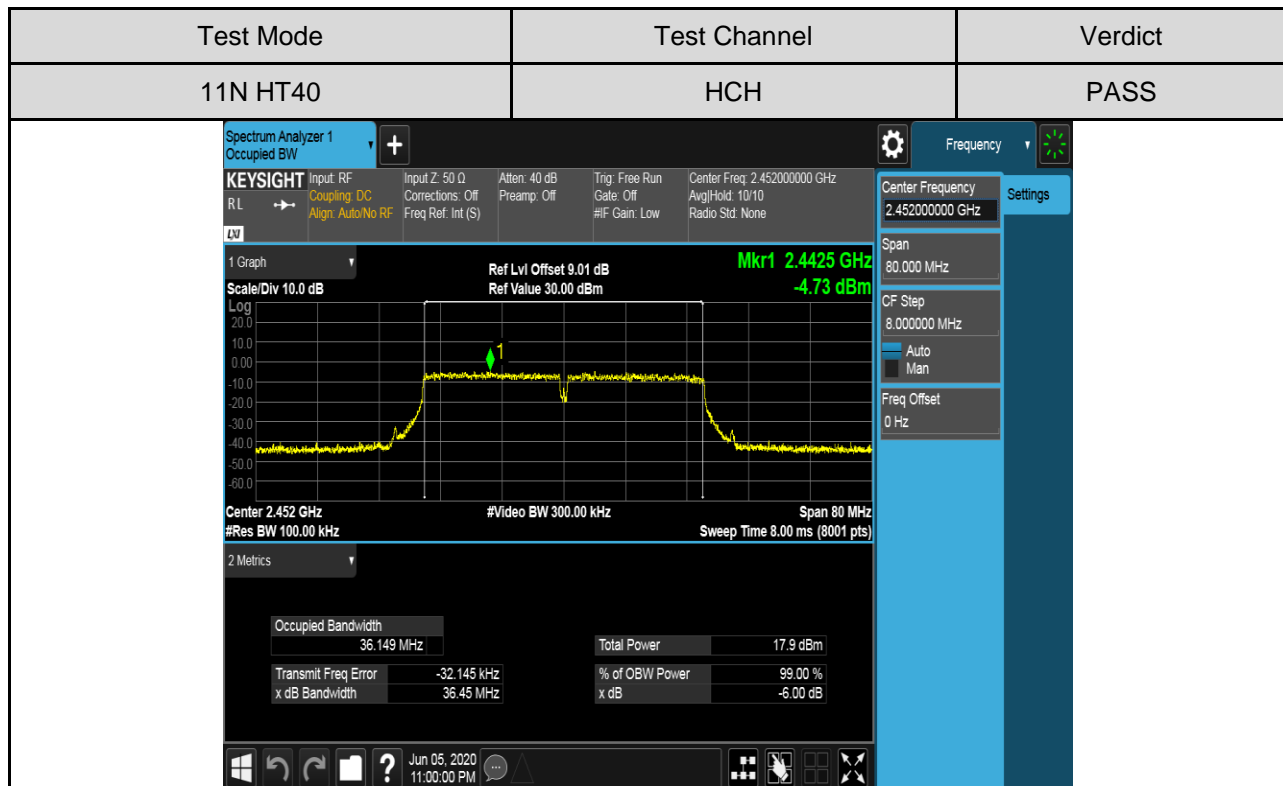 Test Mode Test Channel Verdict
11N HT40 HCH PASS
Spectrum Analyzer 1
Occupied BW
+
Frequency
KEYSIGHT
RL
LXI
Input: RF
Coupling: DC
Align: Auto/No RF
Input Z: 50 Ω
Corrections: Off
Freq Ref: Int (S)
Atten: 40 dB
Preamp: Off
Trig: Free Run
Gate: Off
#IF Gain: Low
Center Freq: 2.452000000 GHz
Avg|Hold: 10/10
Radio Std: None
Center Frequency
2.452000000 GHz
Settings
Span
80.000 MHz
CF Step
8.000000 MHz
Auto
Man
Freq Offset
0 Hz
1 Graph
Scale/Div 10.0 dB
Ref Lvl Offset 9.01 dB
Ref Value 30.00 dBm
Mkr1 2.4425 GHz
-4.73 dBm
Log
20.0
10.0
0.00
-10.0
-20.0
-30.0
-40.0
-50.0
-60.0
1
Center 2.452 GHz
#Res BW 100.00 kHz
#Video BW 300.00 kHz
Span 80 MHz
Sweep Time 8.00 ms (8001 pts)
2 Metrics
Occupied Bandwidth
36.149 MHz
Total Power 17.9 dBm
Transmit Freq Error -32.145 kHz
% of OBW Power 99.00 %
x dB Bandwidth 36.45 MHz
x dB -6.00 dB
?
Jun 05, 2020
11:00:00 PM